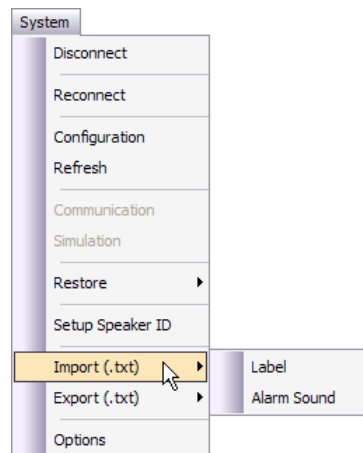 System
Disconnect
Reconnect
Configuration
Refresh
Communication
Simulation
Restore
Setup Speaker ID
Import (.txt)
Label
Export (.txt)
Alarm Sound
Options